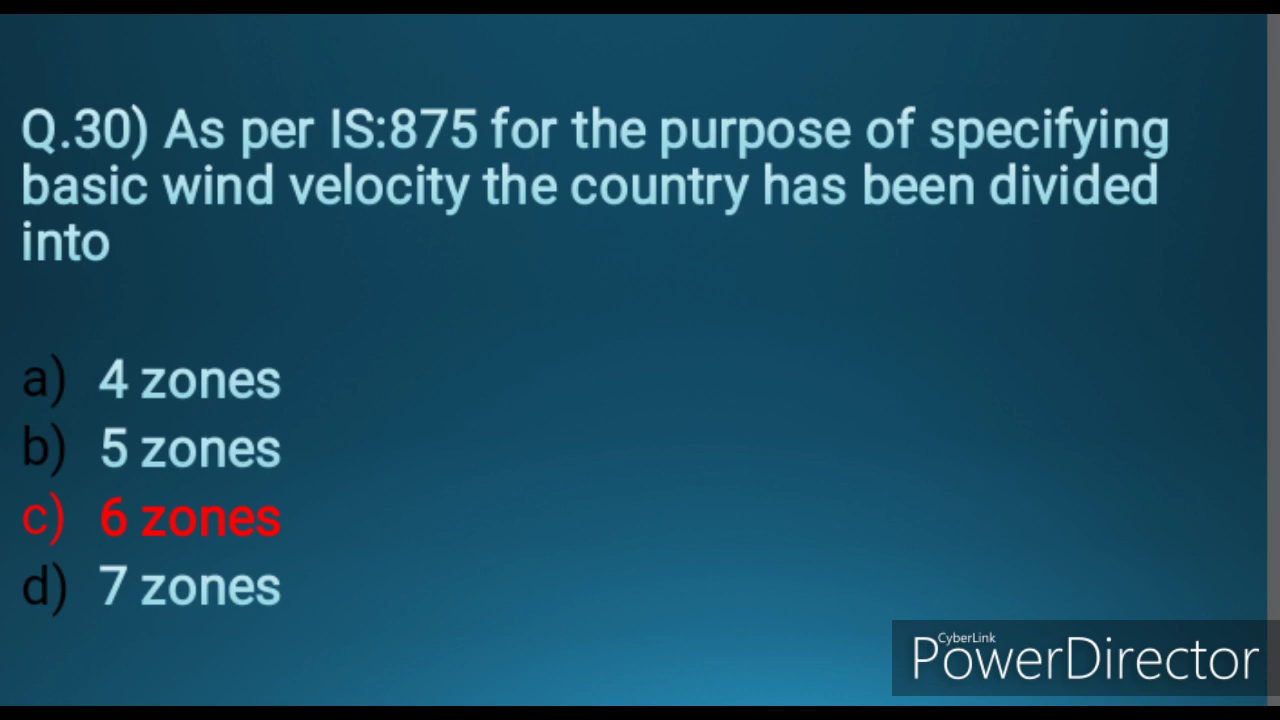 Q.30) As per IS:875 for the purpose of specifying
basic wind velocity the country has been divided
into
a) 4 zones
b) 5 zones
c) 6 zones
d) 7 zones
CyberLink
PowerDirector